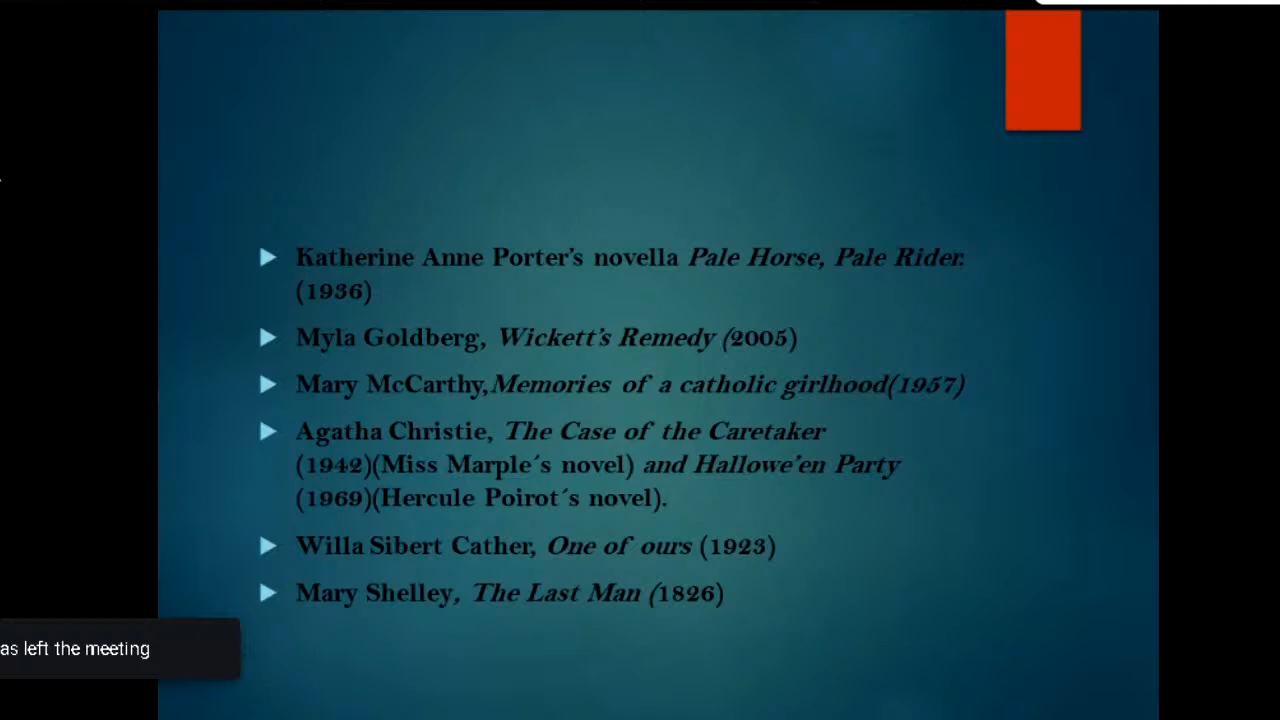 Katherine Anne Porter’s novella Pale Horse, Pale Rider.
(1936)
Myla Goldberg, Wickett’s Remedy (2005)
Mary McCarthy,Memories of a catholic girlhood(1957)
Agatha Christie, The Case of the Caretaker
(1942)(Miss Marple´s novel) and Hallowe’en Party
(1969)(Hercule Poirot´s novel).
Willa Sibert Cather, One of ours (1923)
Mary Shelley, The Last Man (1826)
as left the meeting